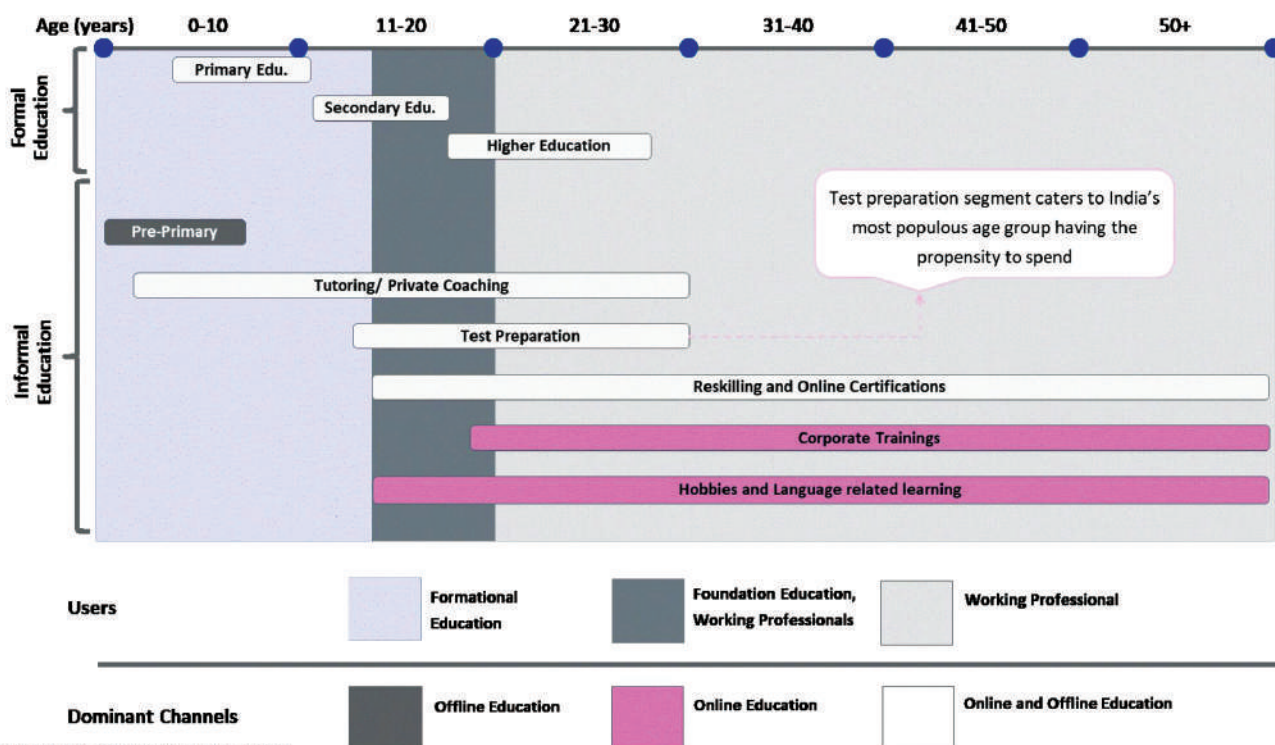 Age (years) 0-10 11-20 21-30 31-40 41-50 50+
Formal
Education
Primary Edu.
Secondary Edu.
Higher Education
Informal
Education
Pre-Primary
Test preparation segment caters to India's
most populous age group having the
propensity to spend
Tutoring/ Private Coaching
Test Preparation
Reskilling and Online Certifications
Corporate Trainings
Hobbies and Language related learning
Users
Formational
Education
Foundation Education,
Working Professionals
Working Professional
Dominant Channels
Offline Education
Online Education
Online and Offline Education